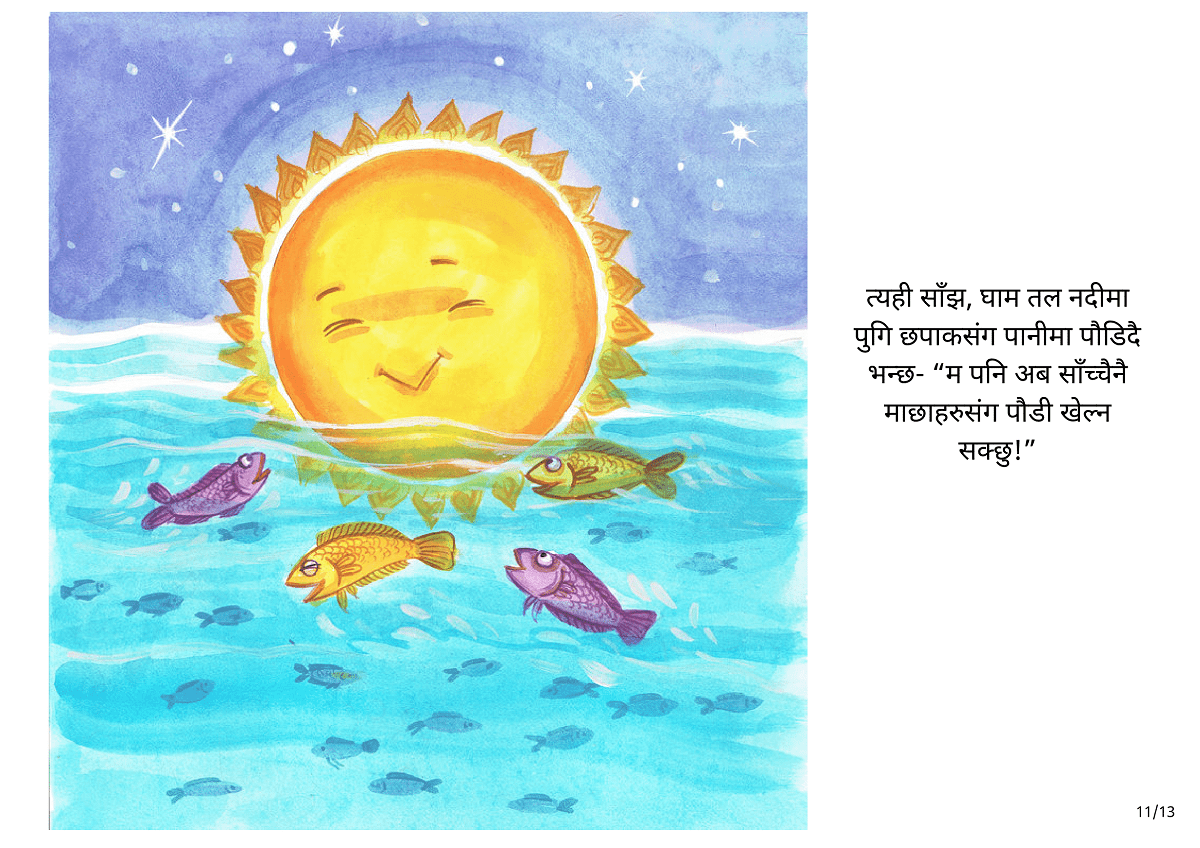 त्यही साँझ, घाम तल नदीमा
पुगि छपाकसंग पानीमा पौडिदै
भन्छ- “म पनि अब साँच्चैनै
माछाहरुसंग पौडी खेल्न
सक्छु!”
11/13